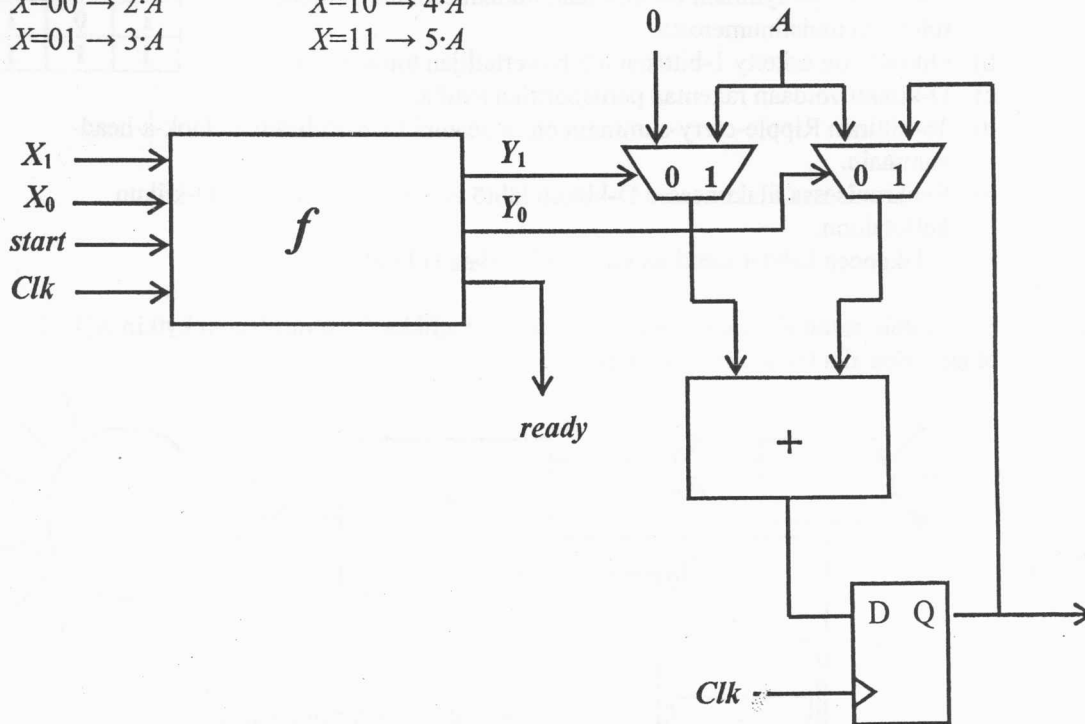 X=00 → 2·A X=10 → 4·A
X=01 → 3·A X=11 → 5·A
0 A
X₁
X₀
start
Clk
f
Y₁
Y₀
0 1
0 1
ready
+
D Q
Clk